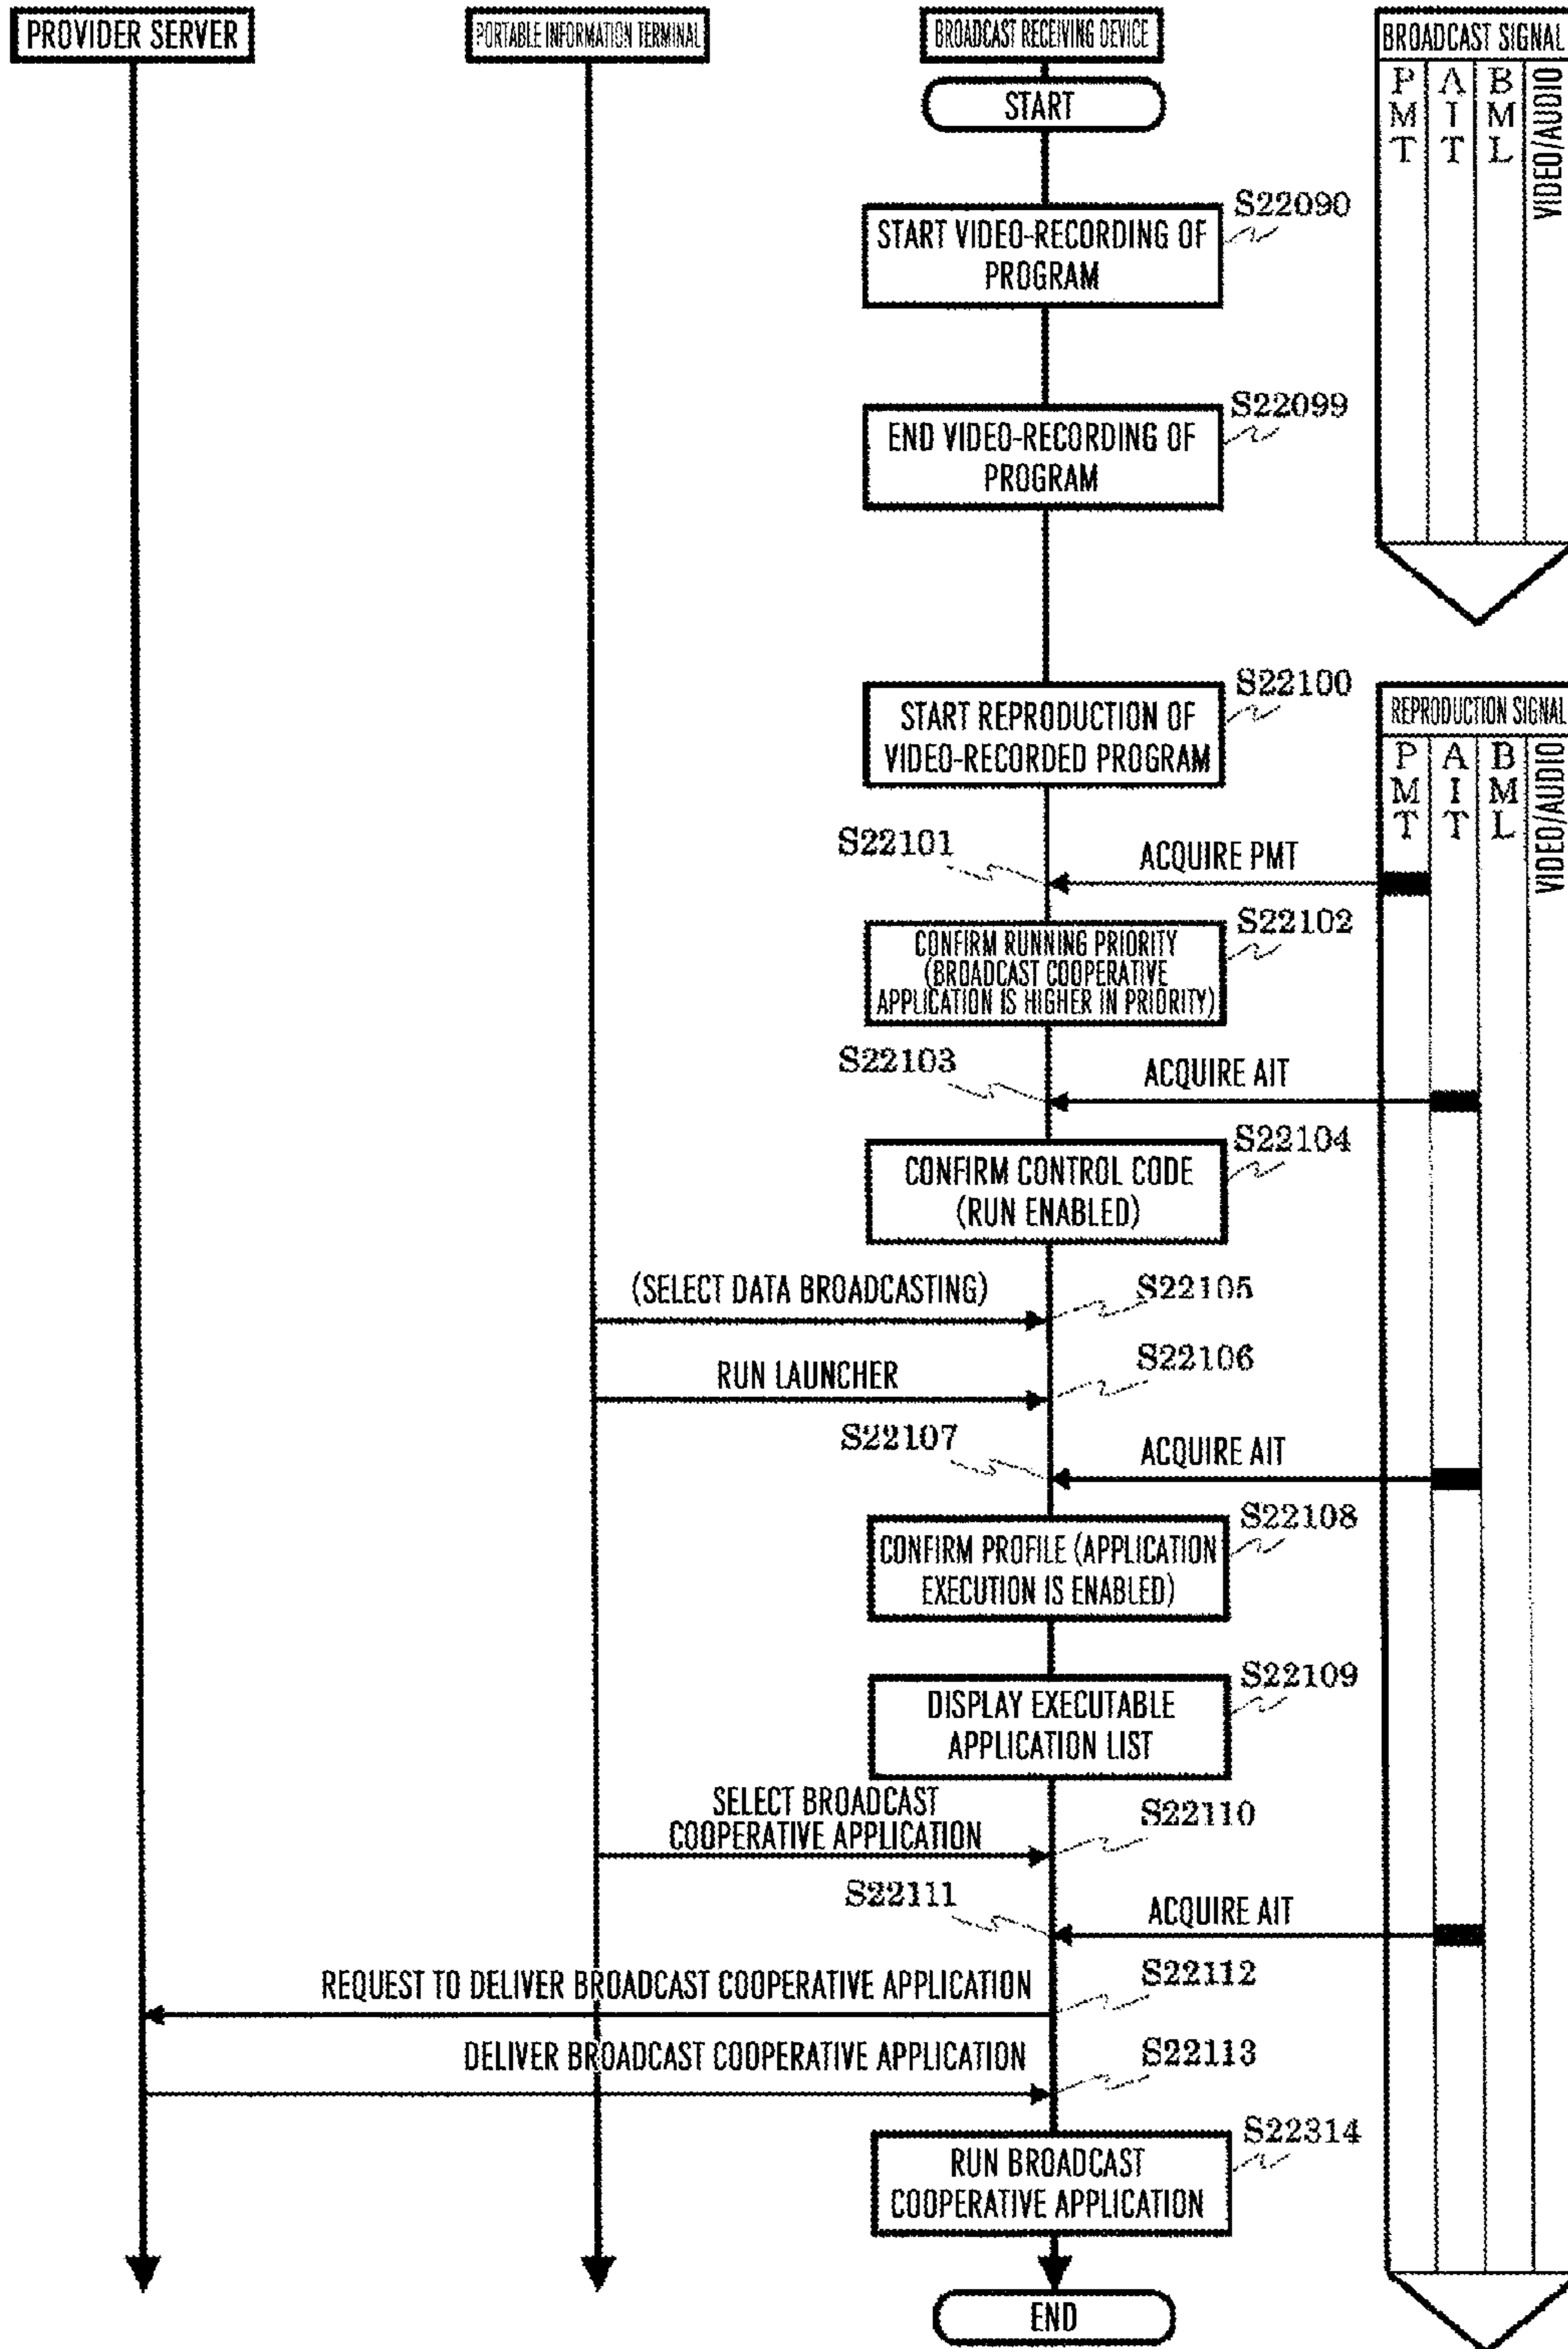 PROVIDER SERVER
PORTABLE INFORMATION TERMINAL
BROADCAST RECEIVING DEVICE
BROADCAST SIGNAL
PMT
AIT
BML
VIDEO/AUDIO
START
S22090
START VIDEO-RECORDING OF
PROGRAM
S22099
END VIDEO-RECORDING OF
PROGRAM
S22100
START REPRODUCTION OF
VIDEO-RECORDED PROGRAM
REPRODUCTION SIGNAL
PMT
AIT
BML
VIDEO/AUDIO
S22101
ACQUIRE PMT
S22102
CONFIRM RUNNING PRIORITY
(BROADCAST COOPERATIVE
APPLICATION IS HIGHER IN PRIORITY)
S22103
ACQUIRE AIT
S22104
CONFIRM CONTROL CODE
(RUN ENABLED)
(SELECT DATA BROADCASTING)
S22105
RUN LAUNCHER
S22106
S22107
ACQUIRE AIT
S22108
CONFIRM PROFILE (APPLICATION
EXECUTION IS ENABLED)
S22109
DISPLAY EXECUTABLE
APPLICATION LIST
SELECT BROADCAST
COOPERATIVE APPLICATION
S22110
S22111
ACQUIRE AIT
REQUEST TO DELIVER BROADCAST COOPERATIVE APPLICATION
S22112
DELIVER BROADCAST COOPERATIVE APPLICATION
S22113
S22314
RUN BROADCAST
COOPERATIVE APPLICATION
END